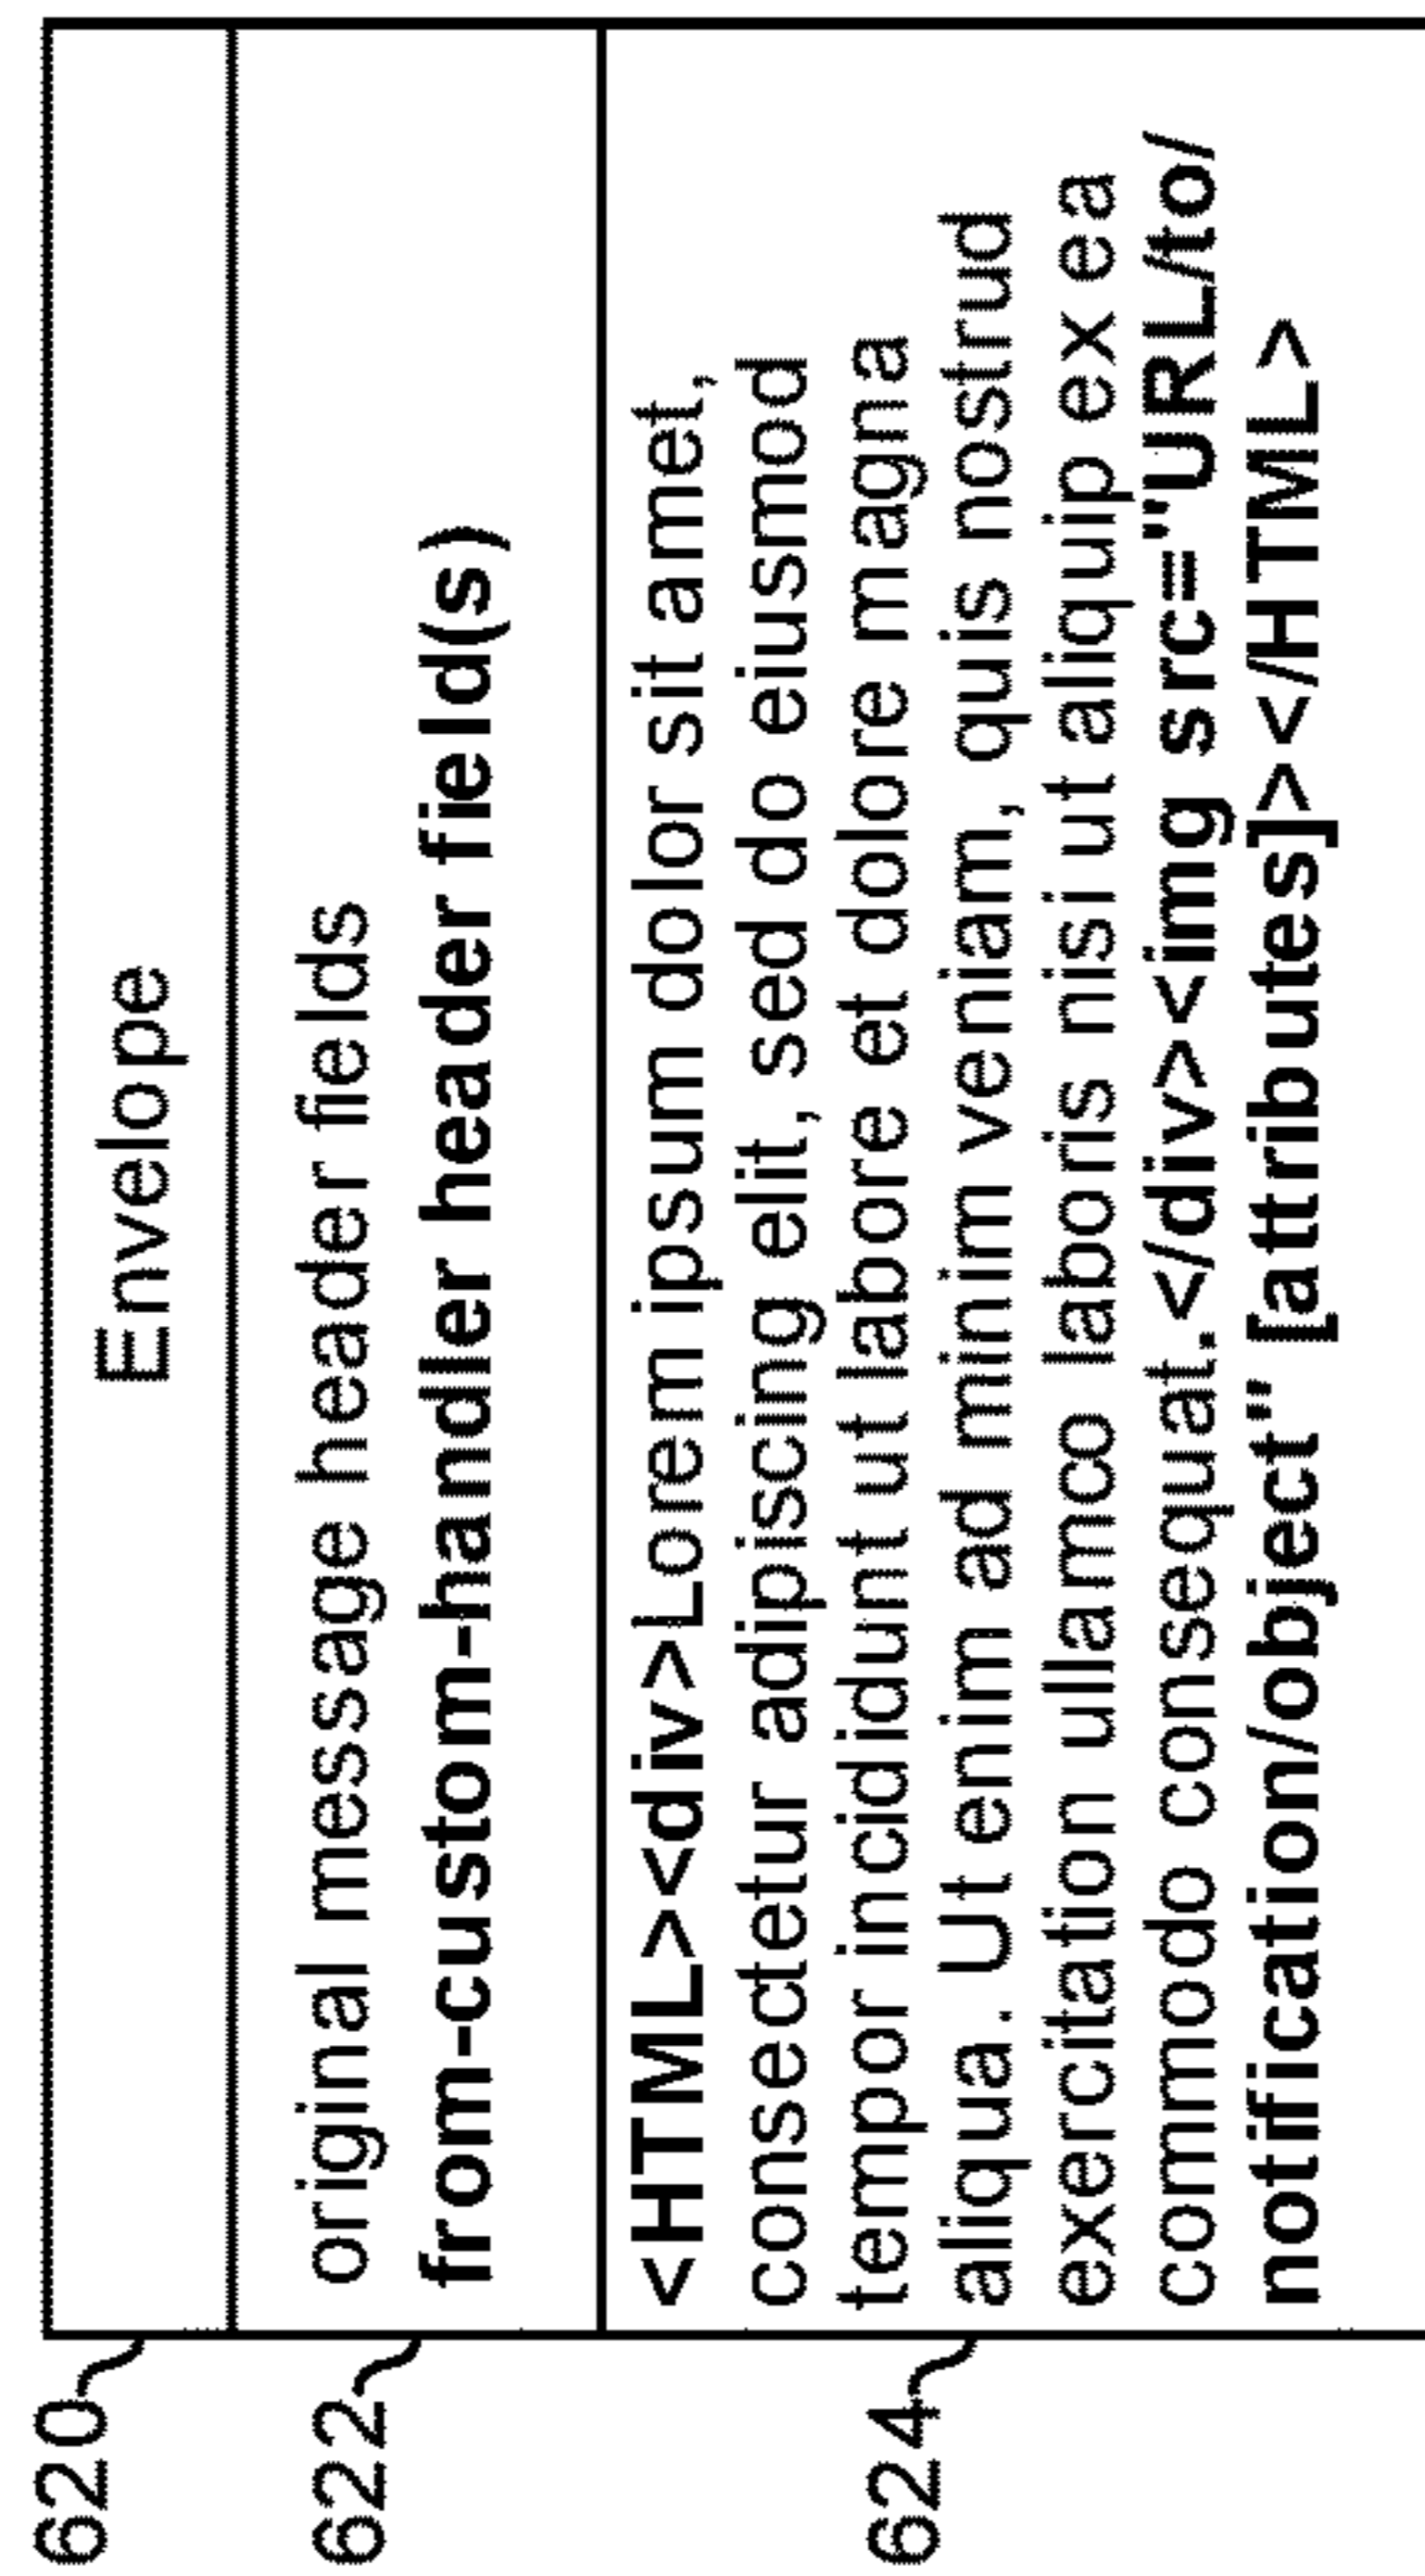 620
Envelope
622
original message header fields
from-custom-handler header field(s)
624
<HTML><div>Lorem ipsum dolor sit amet,
consectetur adipiscing elit, sed do eiusmod
tempor incididunt ut labore et dolore magna
aliqua. Ut enim ad minim veniam, quis nostrud
exercitation ullamco laboris nisi ut aliquip ex ea
commodo consequat.</div><img src="URL/to/
notification/object" [attributes]></HTML>